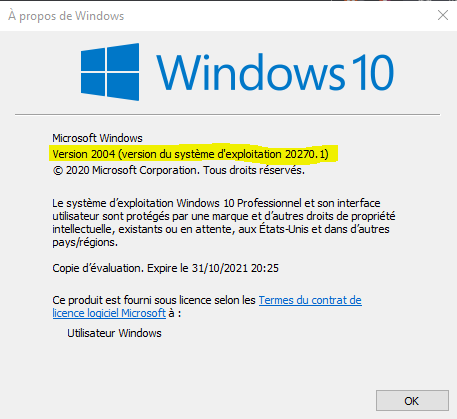 À propos de Windows
Windows 10
Microsoft Windows
Version 2004 (version du système d'exploitation 20270.1)
© 2020 Microsoft Corporation. Tous droits réservés.
Le système d’exploitation Windows 10 Professionnel et son interface
utilisateur sont protégés par une marque et d’autres droits de propriété
intellectuelle, existants ou en attente, aux États-Unis et dans d’autres
pays/régions.
Copie d’évaluation. Expire le 31/10/2021 20:25
Ce produit est fourni sous licence selon les Termes du contrat de
licence logiciel Microsoft à :
Utilisateur Windows
OK